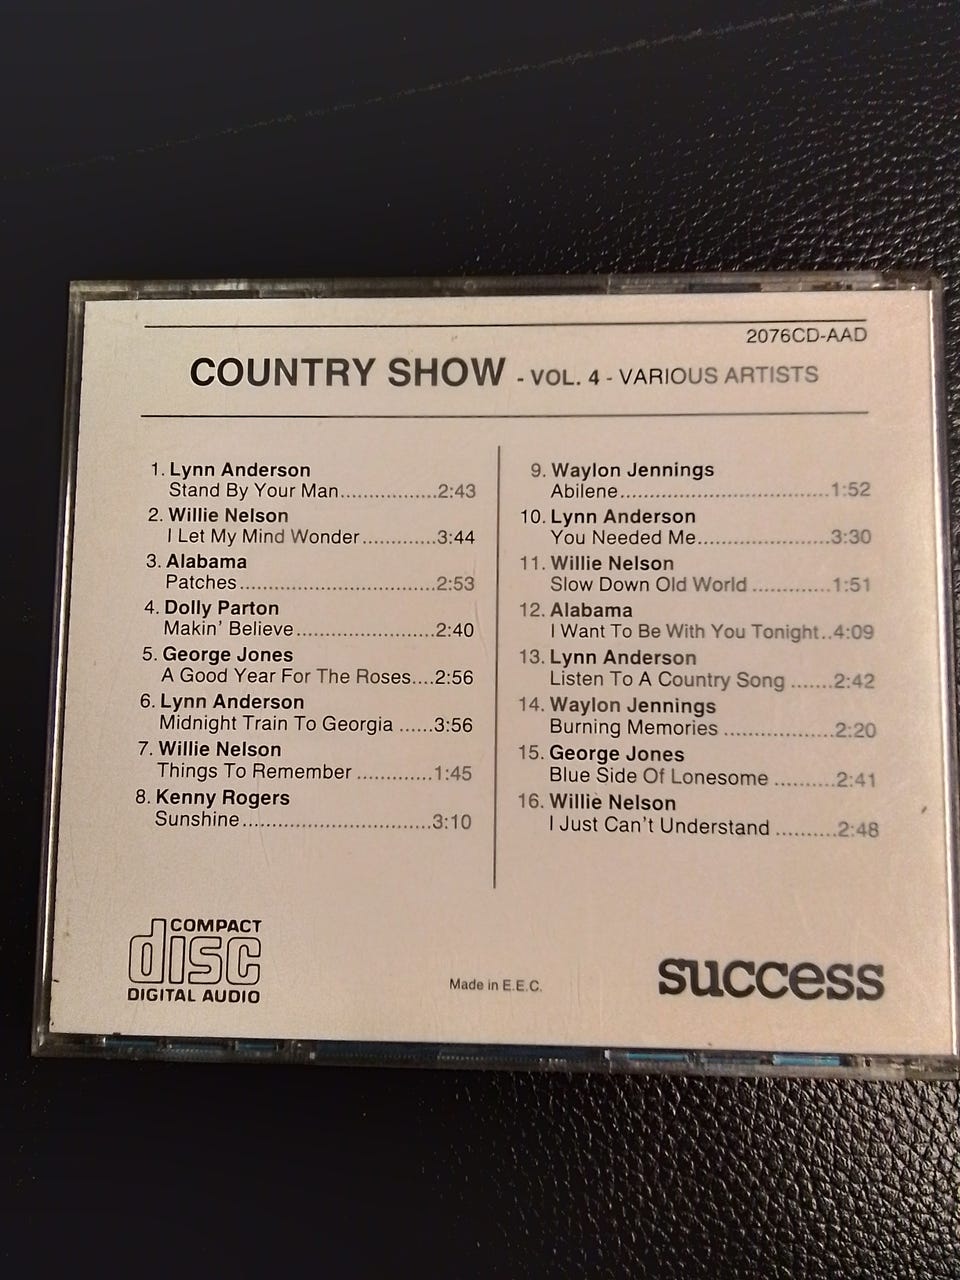 2076CD-AAD
COUNTRY SHOW - VOL. 4 - VARIOUS ARTISTS
1. Lynn Anderson
Stand By Your Man................2:43
2. Willie Nelson
I Let My Mind Wonder............3:44
3. Alabama
Patches.................................2:53
4. Dolly Parton
Makin' Believe.......................2:40
5. George Jones
A Good Year For The Roses....2:56
6. Lynn Anderson
Midnight Train To Georgia ......3:56
7. Willie Nelson
Things To Remember .............1:45
8. Kenny Rogers
Sunshine................................3:10
9. Waylon Jennings
Abilene...................................1:52
10. Lynn Anderson
You Needed Me......................3:30
11. Willie Nelson
Slow Down Old World .............1:51
12. Alabama
I Want To Be With You Tonight..4:09
13. Lynn Anderson
Listen To A Country Song .......2:42
14. Waylon Jennings
Burning Memories ...................2:20
15. George Jones
Blue Side Of Lonesome ..........2:41
16. Willie Nelson
I Just Can't Understand ..........2:48
COMPACT
disc
DIGITAL AUDIO
Made in E.E.C.
success